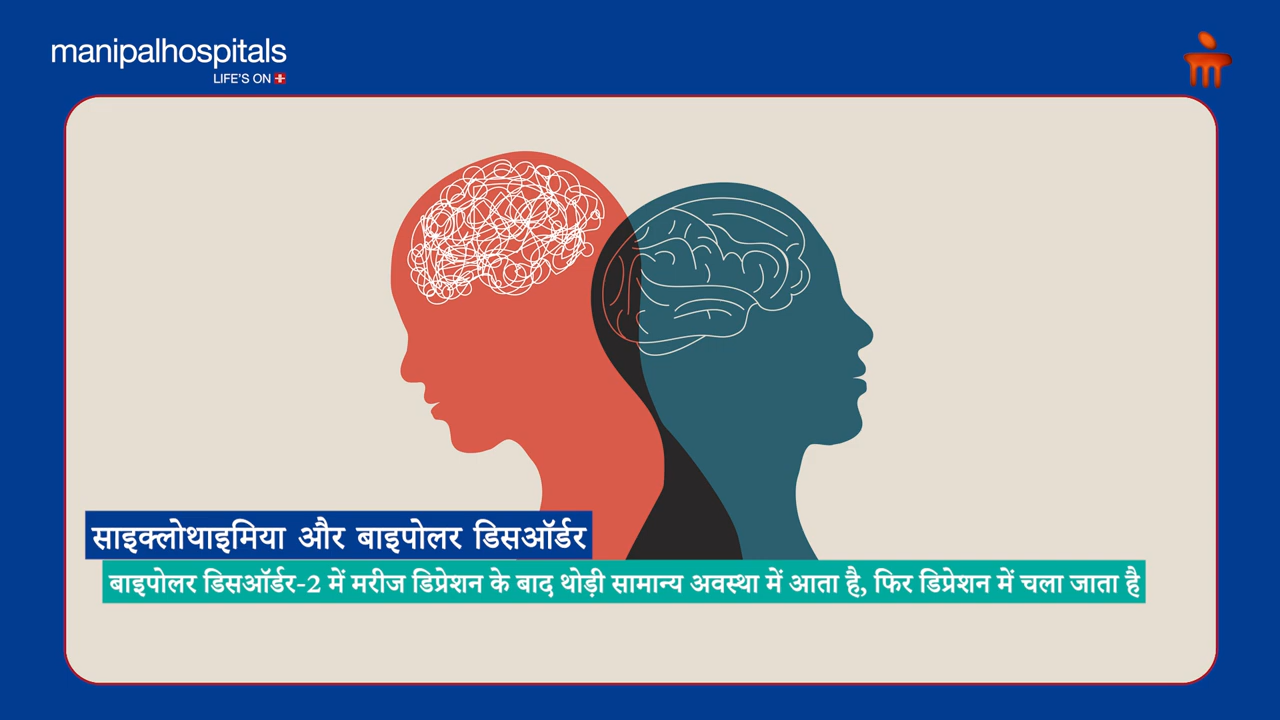 manipalhospitals
LIFE'S ON
साइक्लोथाइमिया और बाइपोलर डिसऑर्डर
बाइपोलर डिसऑर्डर-2 में मरीज डिप्रेशन के बाद थोड़ी सामान्य अवस्था में आता है, फिर डिप्रेशन में चला जाता है